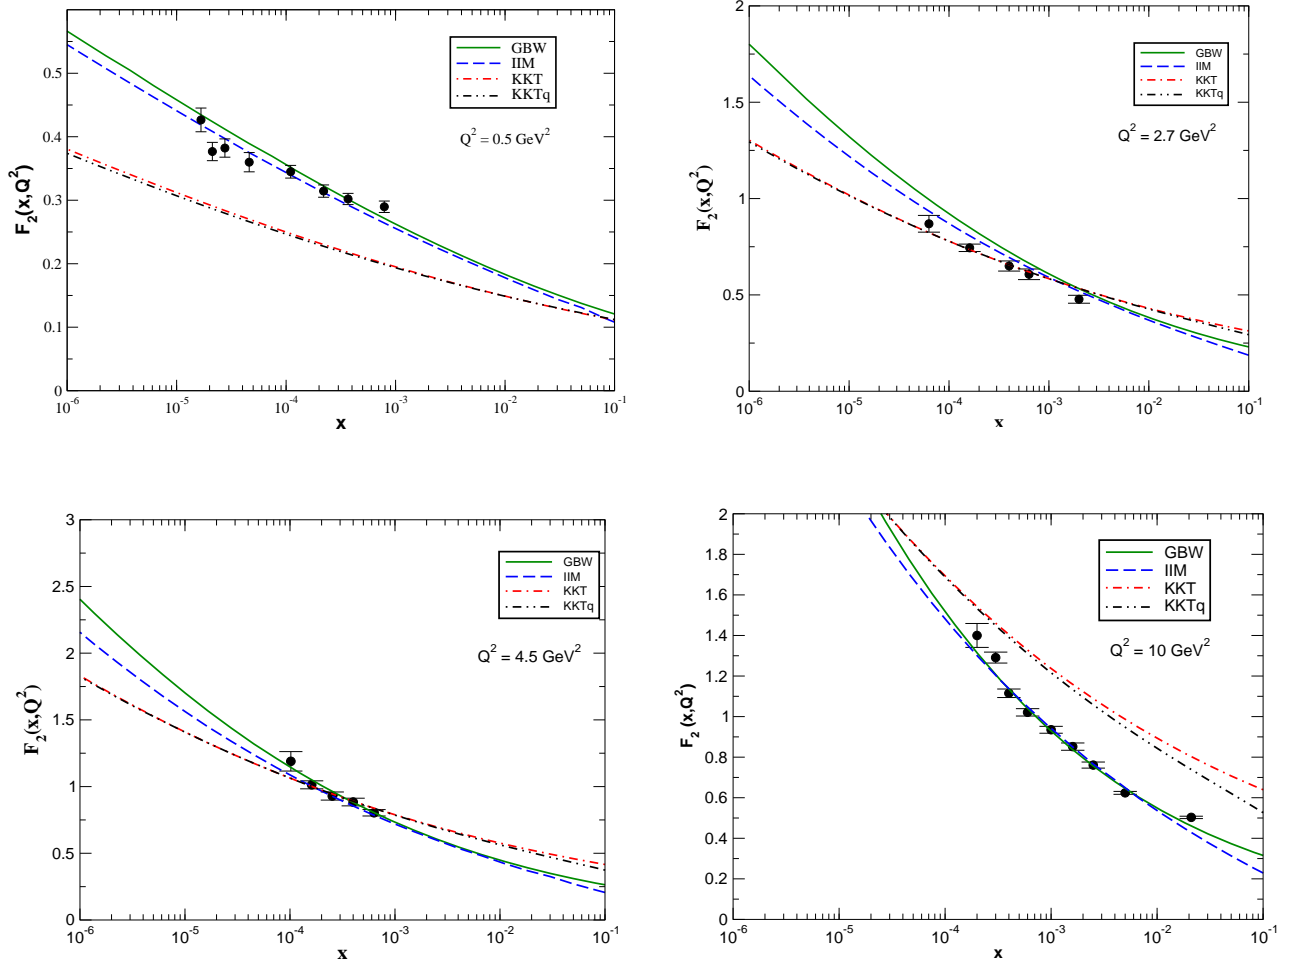 GBW
IIM
KKT
KKTq
Q² = 0.5 GeV²
F₂(x,Q²)
0.5
0.4
0.3
0.2
0.1
0
10⁻⁶ 10⁻⁵ 10⁻⁴ 10⁻³ 10⁻² 10⁻¹
x
GBW
IIM
KKT
KKTq
Q² = 2.7 GeV²
F₂(x,Q²)
2
1.5
1
0.5
0
10⁻⁶ 10⁻⁵ 10⁻⁴ 10⁻³ 10⁻² 10⁻¹
x
GBW
IIM
KKT
KKTq
Q² = 4.5 GeV²
F₂(x,Q²)
3
2.5
2
1.5
1
0.5
0
10⁻⁶ 10⁻⁵ 10⁻⁴ 10⁻³ 10⁻² 10⁻¹
x
GBW
IIM
KKT
KKTq
Q² = 10 GeV²
F₂(x,Q²)
2
1.8
1.6
1.4
1.2
1
0.8
0.6
0.4
0.2
0
10⁻⁶ 10⁻⁵ 10⁻⁴ 10⁻³ 10⁻² 10⁻¹
x